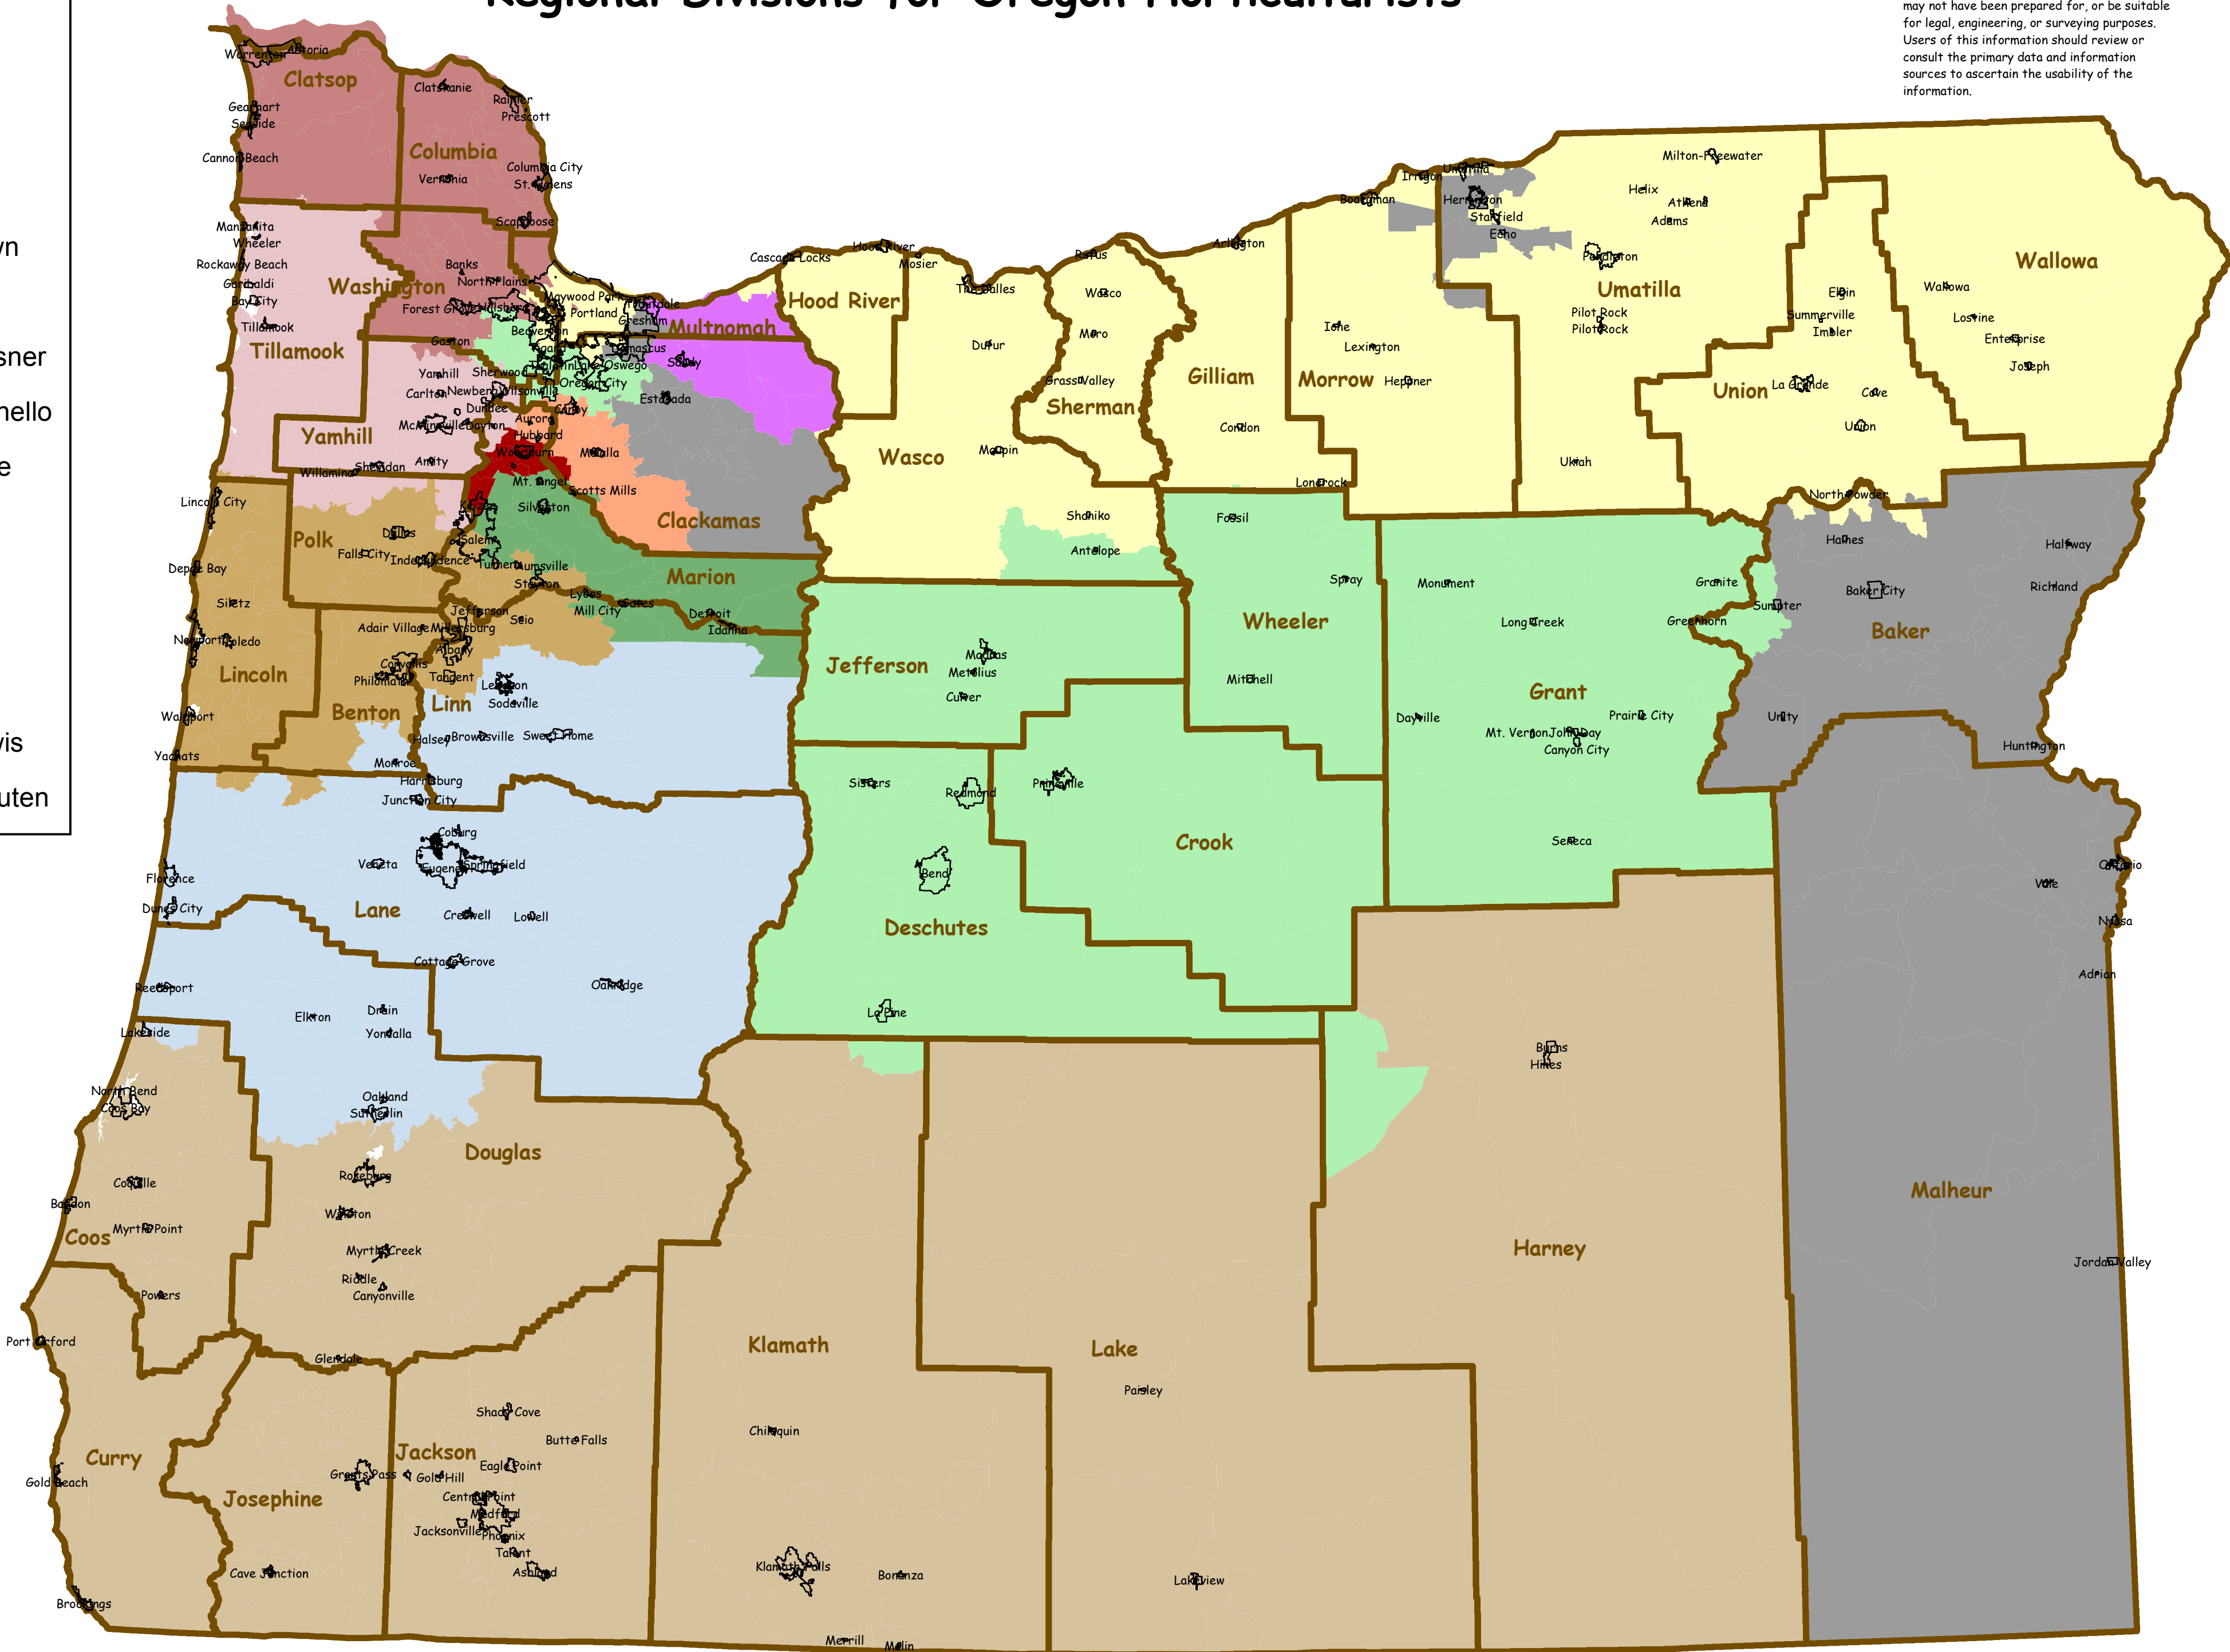 Regional Divisions for Oregon Horticulturists
may not have been prepared for, or be suitable
for legal, engineering, or surveying purposes.
Users of this information should review or
consult the primary data and information
sources to ascertain the usability of the
information.
sner
nello
e
vis
uten
Warrenton
Astoria
Clatsop
Clatskanie
Rainier
Prescott
Gearhart
Seaside
Cannon Beach
Columbia
Columbia City
Vernonia
St. Helens
Scappoose
Manzanita
Wheeler
Rockaway Beach
Garibaldi
Bay City
Tillamook
Tillamook
Banks
North Plains
Washington
Forest Grove
Hillsboro
Maywood Park
Portland
Troutdale
Gresham
Multnomah
Beaverton
Gaston
Tigard
Damascus
Sandy
Sherwood
Tualatin
Lake Oswego
Yamhill
Carlton
Newberg
Wilsonville
Oregon City
Estacada
Dundee
Canby
McMinnville
Dayton
Aurora
Hubbard
Yamhill
Woodburn
Molalla
Sheridan
Amity
Willamina
Mt. Angel
Scotts Mills
Silverton
Clackamas
Keizer
Lincoln City
Polk
Dallas
Salem
Falls City
Independence
Turner
Aumsville
Marion
Depoe Bay
Stayton
Lyons
Mill City
Gates
Detroit
Idanha
Siletz
Jefferson
Scio
Adair Village
Millersburg
Newport
Toledo
Albany
Corvallis
Philomath
Tangent
Lebanon
Sodaville
Lincoln
Benton
Linn
Waldport
Halsey
Brownsville
Sweet Home
Yachats
Monroe
Harrisburg
Junction City
Coburg
Veneta
Eugene
Springfield
Florence
Dunes City
Lane
Creswell
Lowell
Cottage Grove
Oakridge
Reedsport
Elkton
Drain
Yoncalla
Lakeside
North Bend
Coos Bay
Oakland
Sutherlin
Douglas
Roseburg
Coquille
Bandon
Winston
Myrtle Point
Coos
Myrtle Creek
Riddle
Canyonville
Powers
Port Orford
Glendale
Shady Cove
Butte Falls
Jackson
Curry
Gold Beach
Grants Pass
Gold Hill
Eagle Point
Josephine
Central Point
Medford
Jacksonville
Phoenix
Talent
Ashland
Cave Junction
Brookings
Cascade Locks
Hood River
Mosier
Hood River
The Dalles
Rufus
Wasco
Moro
Dufur
Grass Valley
Sherman
Maupin
Wasco
Shaniko
Antelope
Arlington
Gilliam
Condon
Lonerock
Boardman
Irrigon
Ione
Lexington
Morrow
Heppner
Umatilla
Hermiston
Stanfield
Echo
Milton-Freewater
Helix
Athena
Adams
Pendleton
Umatilla
Pilot Rock
Pilot Rock
Ukiah
Wallowa
Elgin
Summerville
Imbler
Wallowa
Lostine
Enterprise
Joseph
Union
La Grande
Cove
Union
North Powder
Haines
Halfway
Baker City
Richland
Sumpter
Baker
Unity
Huntington
Fossil
Spray
Wheeler
Mitchell
Monument
Granite
Long Creek
Greenhorn
Grant
Dayville
Prairie City
Mt. Vernon
John Day
Canyon City
Seneca
Jefferson
Madras
Metolius
Culver
Sisters
Redmond
Prineville
Crook
Bend
Deschutes
La Pine
Burns
Hines
Harney
Ontario
Vale
Nyssa
Adrian
Malheur
Jordan Valley
Klamath
Chiloquin
Klamath Falls
Bonanza
Merrill
Malin
Lake
Paisley
Lakeview